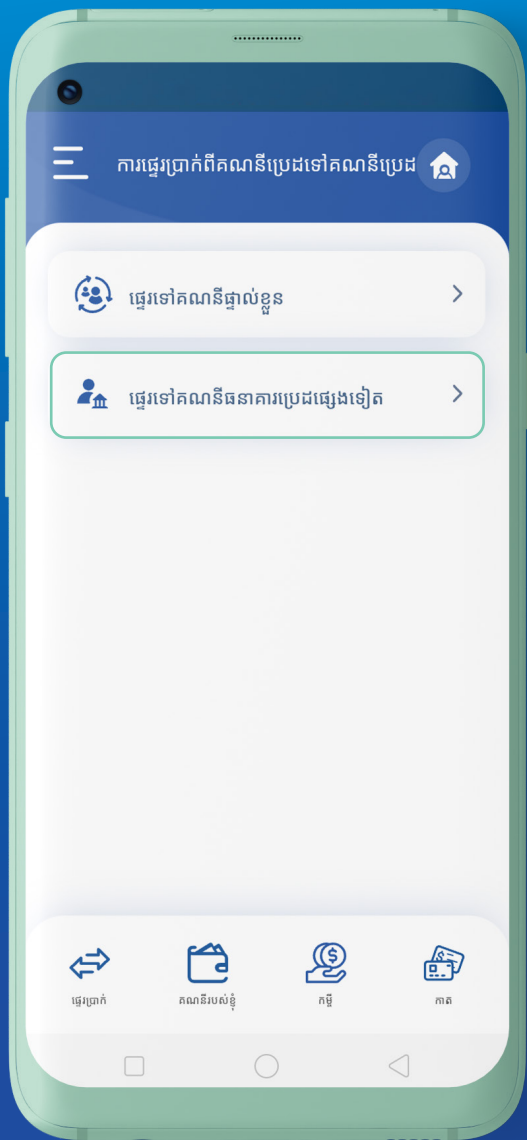 ការផ្ទេរប្រាក់ពីគណនីប្រេដទៅគណនីប្រេដ
ផ្ទេរទៅគណនីផ្ទាល់ខ្លួន
ផ្ទេរទៅគណនីធនាគារប្រេដផ្សេងទៀត
ផ្ទេរប្រាក់
គណនីរបស់ខ្ញុំ
កម្ចី
កាត